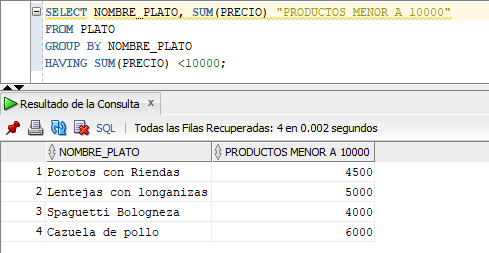 SELECT NOMBRE_PLATO, SUM(PRECIO) "PRODUCTOS MENOR A 10000"
FROM PLATO
GROUP BY NOMBRE_PLATO
HAVING SUM(PRECIO) <10000;
Resultado de la Consulta x
SQL | Todas las Filas Recuperadas: 4 en 0.002 segundos
NOMBRE_PLATO PRODUCTOS MENOR A 10000
1 Porotos con Riendas 4500
2 Lentejas con longanizas 5000
3 Spaguetti Bologneza 4000
4 Cazuela de pollo 6000